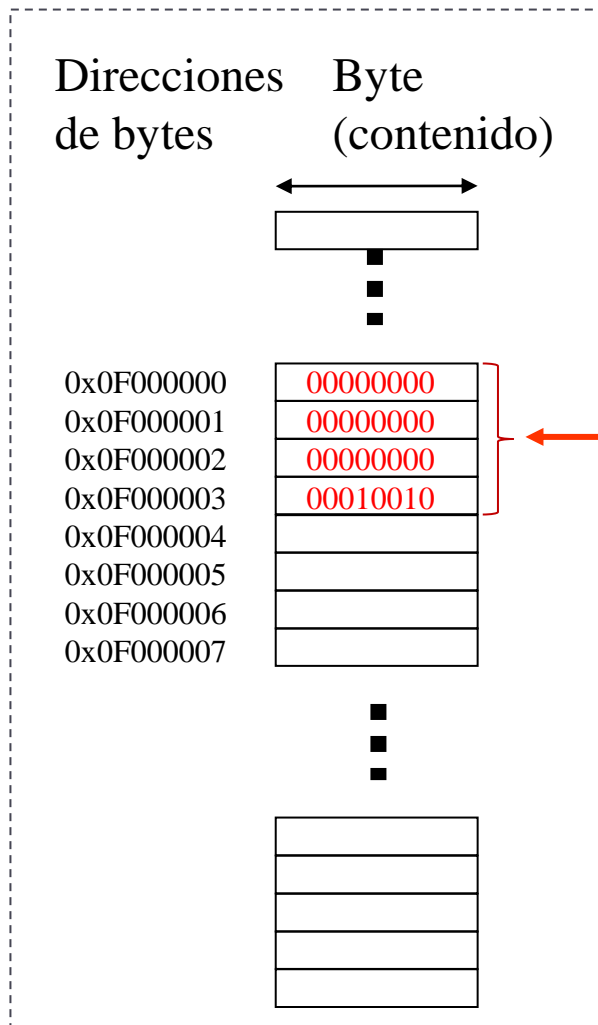 Direcciones Byte
de bytes (contenido)
0x0F000000 00000000
0x0F000001 00000000
0x0F000002 00000000
0x0F000003 00010010
0x0F000004
0x0F000005
0x0F000006
0x0F000007